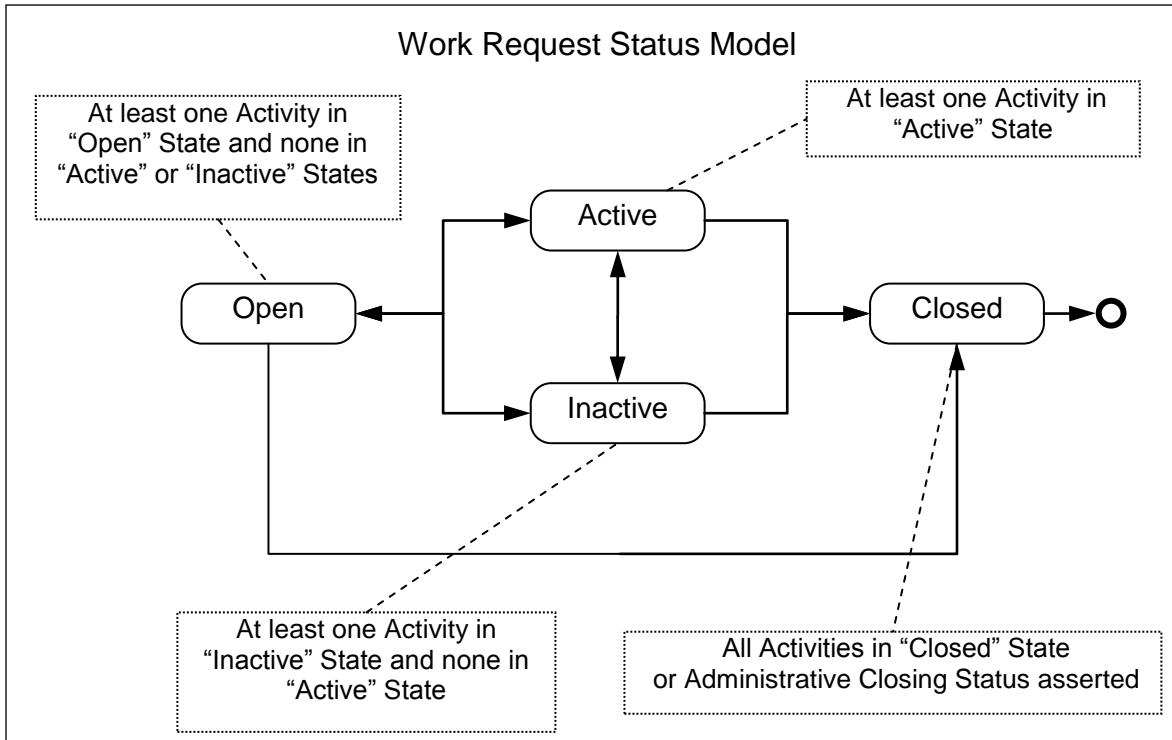 Work Request Status Model
At least one Activity in
“Open” State and none in
“Active” or “Inactive” States
At least one Activity in
“Active” State
Active
Open
Closed
Inactive
At least one Activity in
“Inactive” State and none in
“Active” State
All Activities in “Closed” State
or Administrative Closing Status asserted